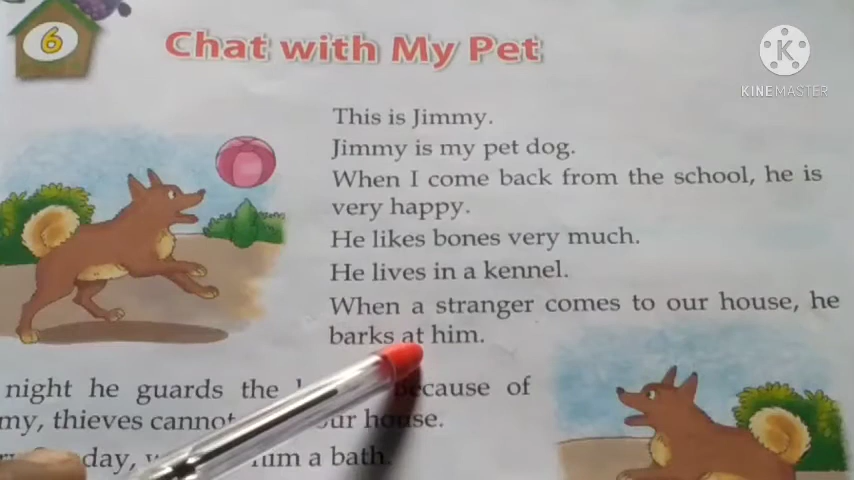 6
Chat with My Pet
KINEMASTER
This is Jimmy.
Jimmy is my pet dog.
When I come back from the school, he is
very happy.
He likes bones very much.
He lives in a kennel.
When a stranger comes to our house, he
barks at him.
night he guards the because of
my, thieves cannot our house.
day, him a bath.